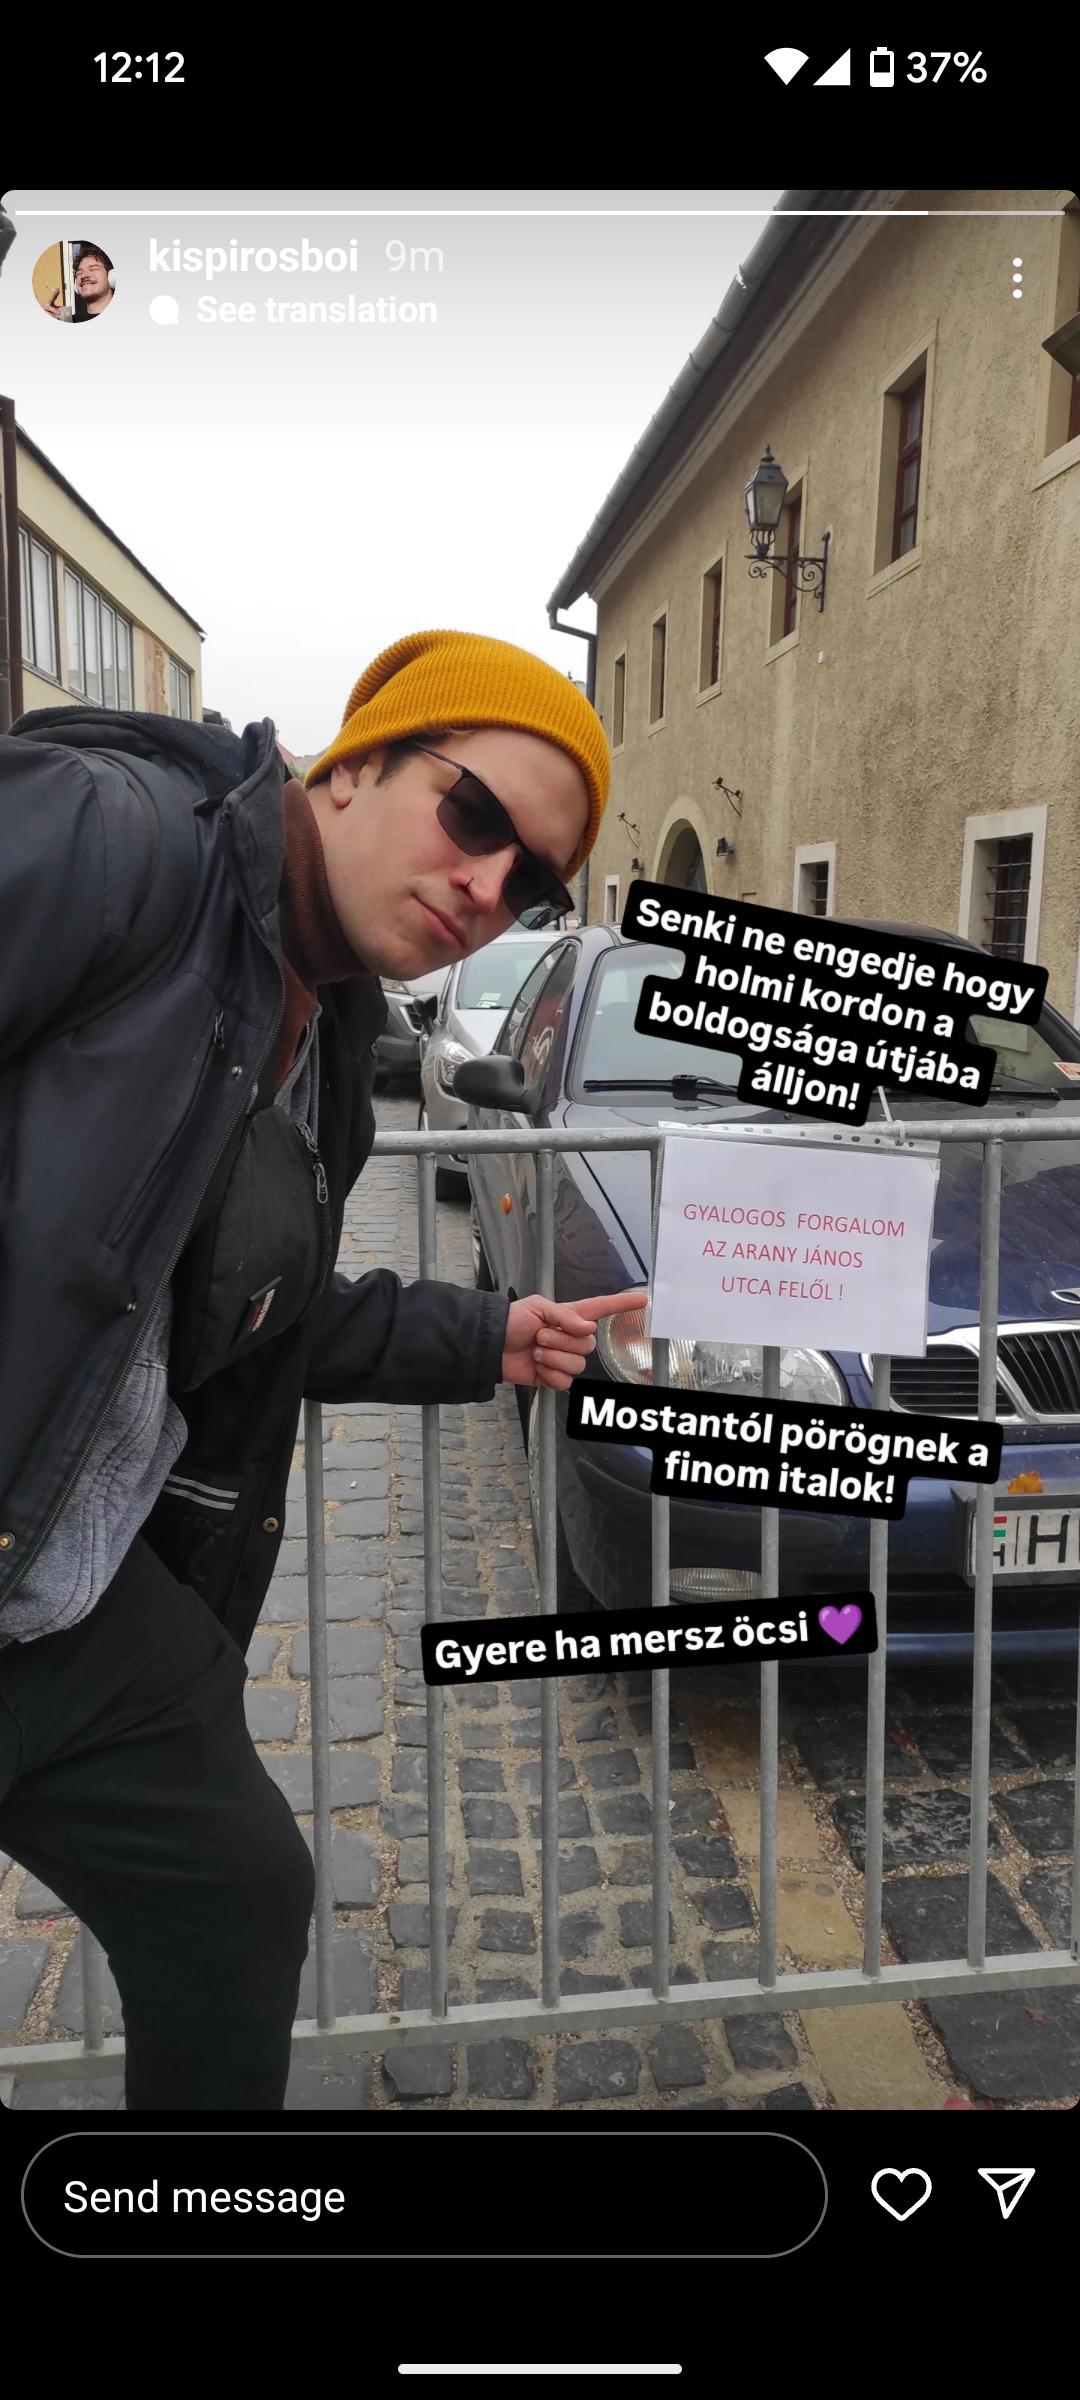 12:12
37%
kispirosboi 9m
See translation
Senki ne engedje hogy
holmi kordon a
boldogsága útjába
álljon!
GYALOGOS FORGALOM
AZ ARANY JÁNOS
UTCA FELŐL !
Mostantól pörögnek a
finom italok!
H
Gyere ha mersz öcsi 💜
Send message